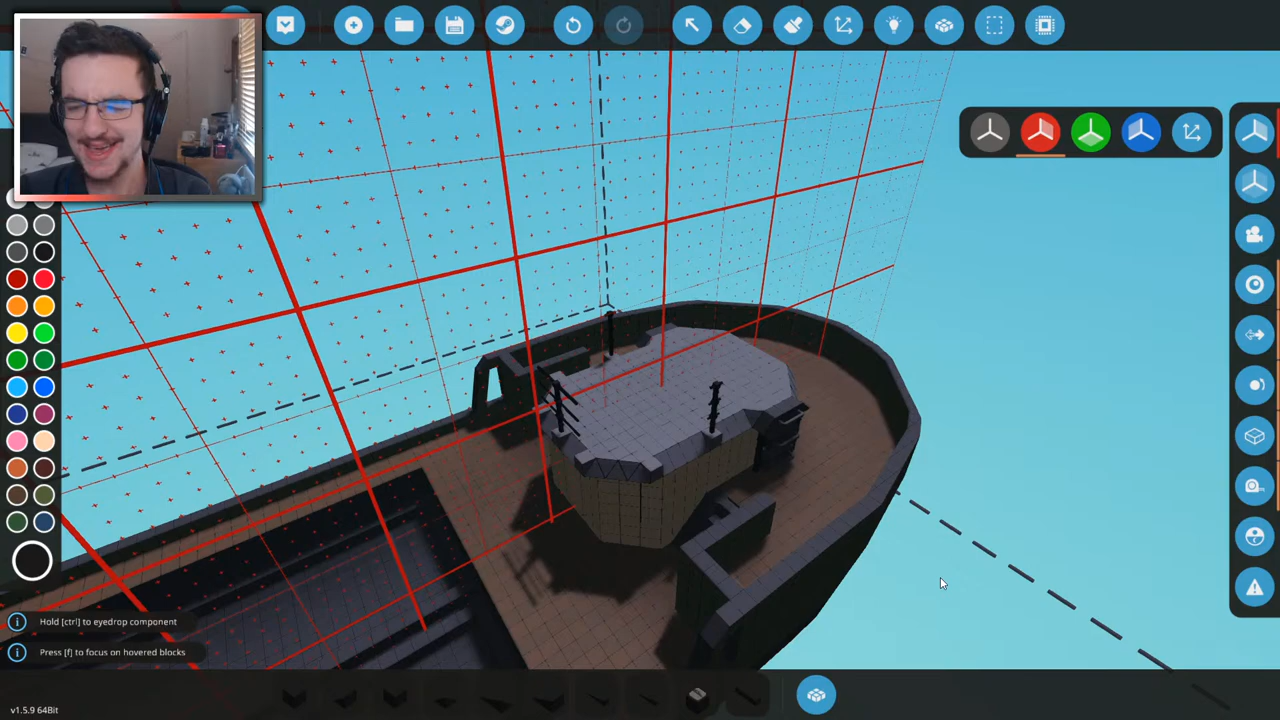 Hold [ctrl] to eyedrop component
Press [f] to focus on hovered blocks
v1.5.9 64Bit